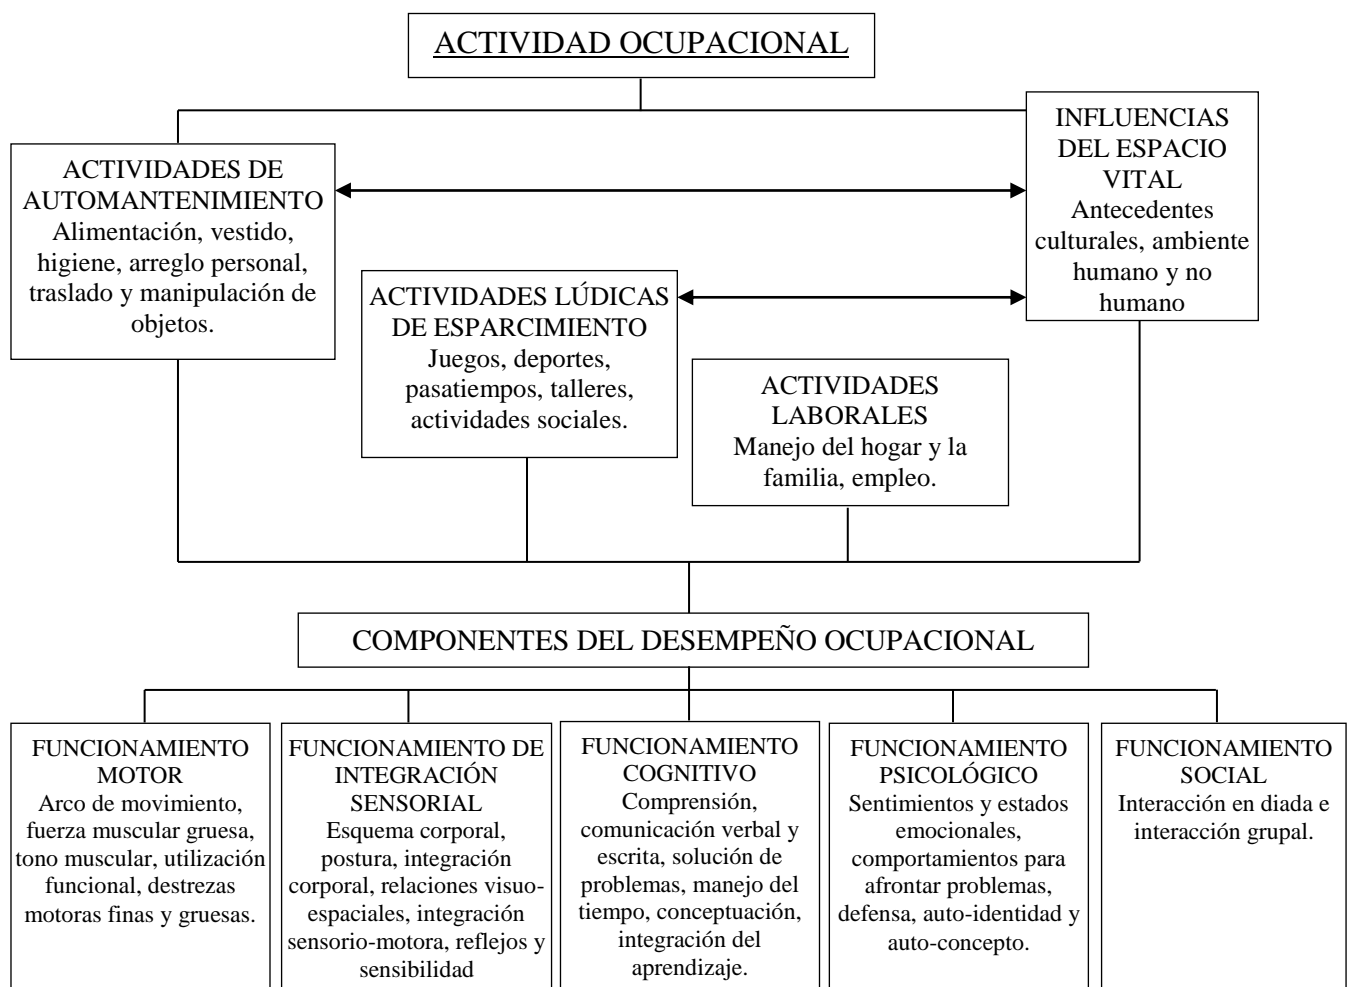 ACTIVIDAD OCUPACIONAL
ACTIVIDADES DE
AUTOMANTENIMIENTO
Alimentación, vestido,
higiene, arreglo personal,
traslado y manipulación de
objetos.
INFLUENCIAS
DEL ESPACIO
VITAL
Antecedentes
culturales, ambiente
humano y no
humano
ACTIVIDADES LÚDICAS
DE ESPARCIMIENTO
Juegos, deportes,
pasatiempos, talleres,
actividades sociales.
ACTIVIDADES
LABORALES
Manejo del hogar y la
familia, empleo.
COMPONENTES DEL DESEMPEÑO OCUPACIONAL
FUNCIONAMIENTO
MOTOR
Arco de movimiento,
fuerza muscular gruesa,
tono muscular, utilización
funcional, destrezas
motoras finas y gruesas.
FUNCIONAMIENTO DE
INTEGRACIÓN
SENSORIAL
Esquema corporal,
postura, integración
corporal, relaciones visuo-
espaciales, integración
sensorio-motora, reflejos y
sensibilidad
FUNCIONAMIENTO
COGNITIVO
Comprensión,
comunicación verbal y
escrita, solución de
problemas, manejo del
tiempo, conceptuación,
integración del
aprendizaje.
FUNCIONAMIENTO
PSICOLÓGICO
Sentimientos y estados
emocionales,
comportamientos para
afrontar problemas,
defensa, auto-identidad y
auto-concepto.
FUNCIONAMIENTO
SOCIAL
Interacción en diada e
interacción grupal.